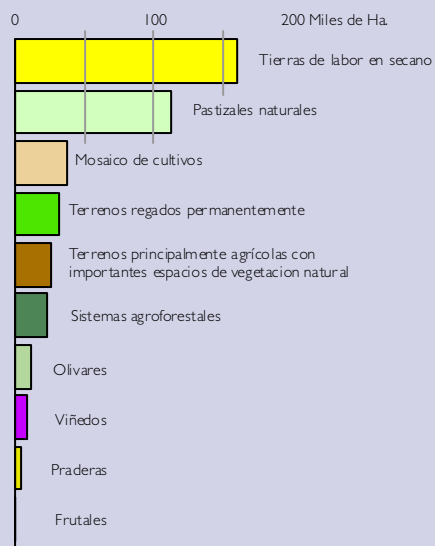 0 100 200 Miles de Ha.
Tierras de labor en secano
Pastizales naturales
Mosaico de cultivos
Terrenos regados permanentemente
Terrenos principalmente agrícolas con
importantes espacios de vegetacion natural
Sistemas agroforestales
Olivares
Viñedos
Praderas
Frutales